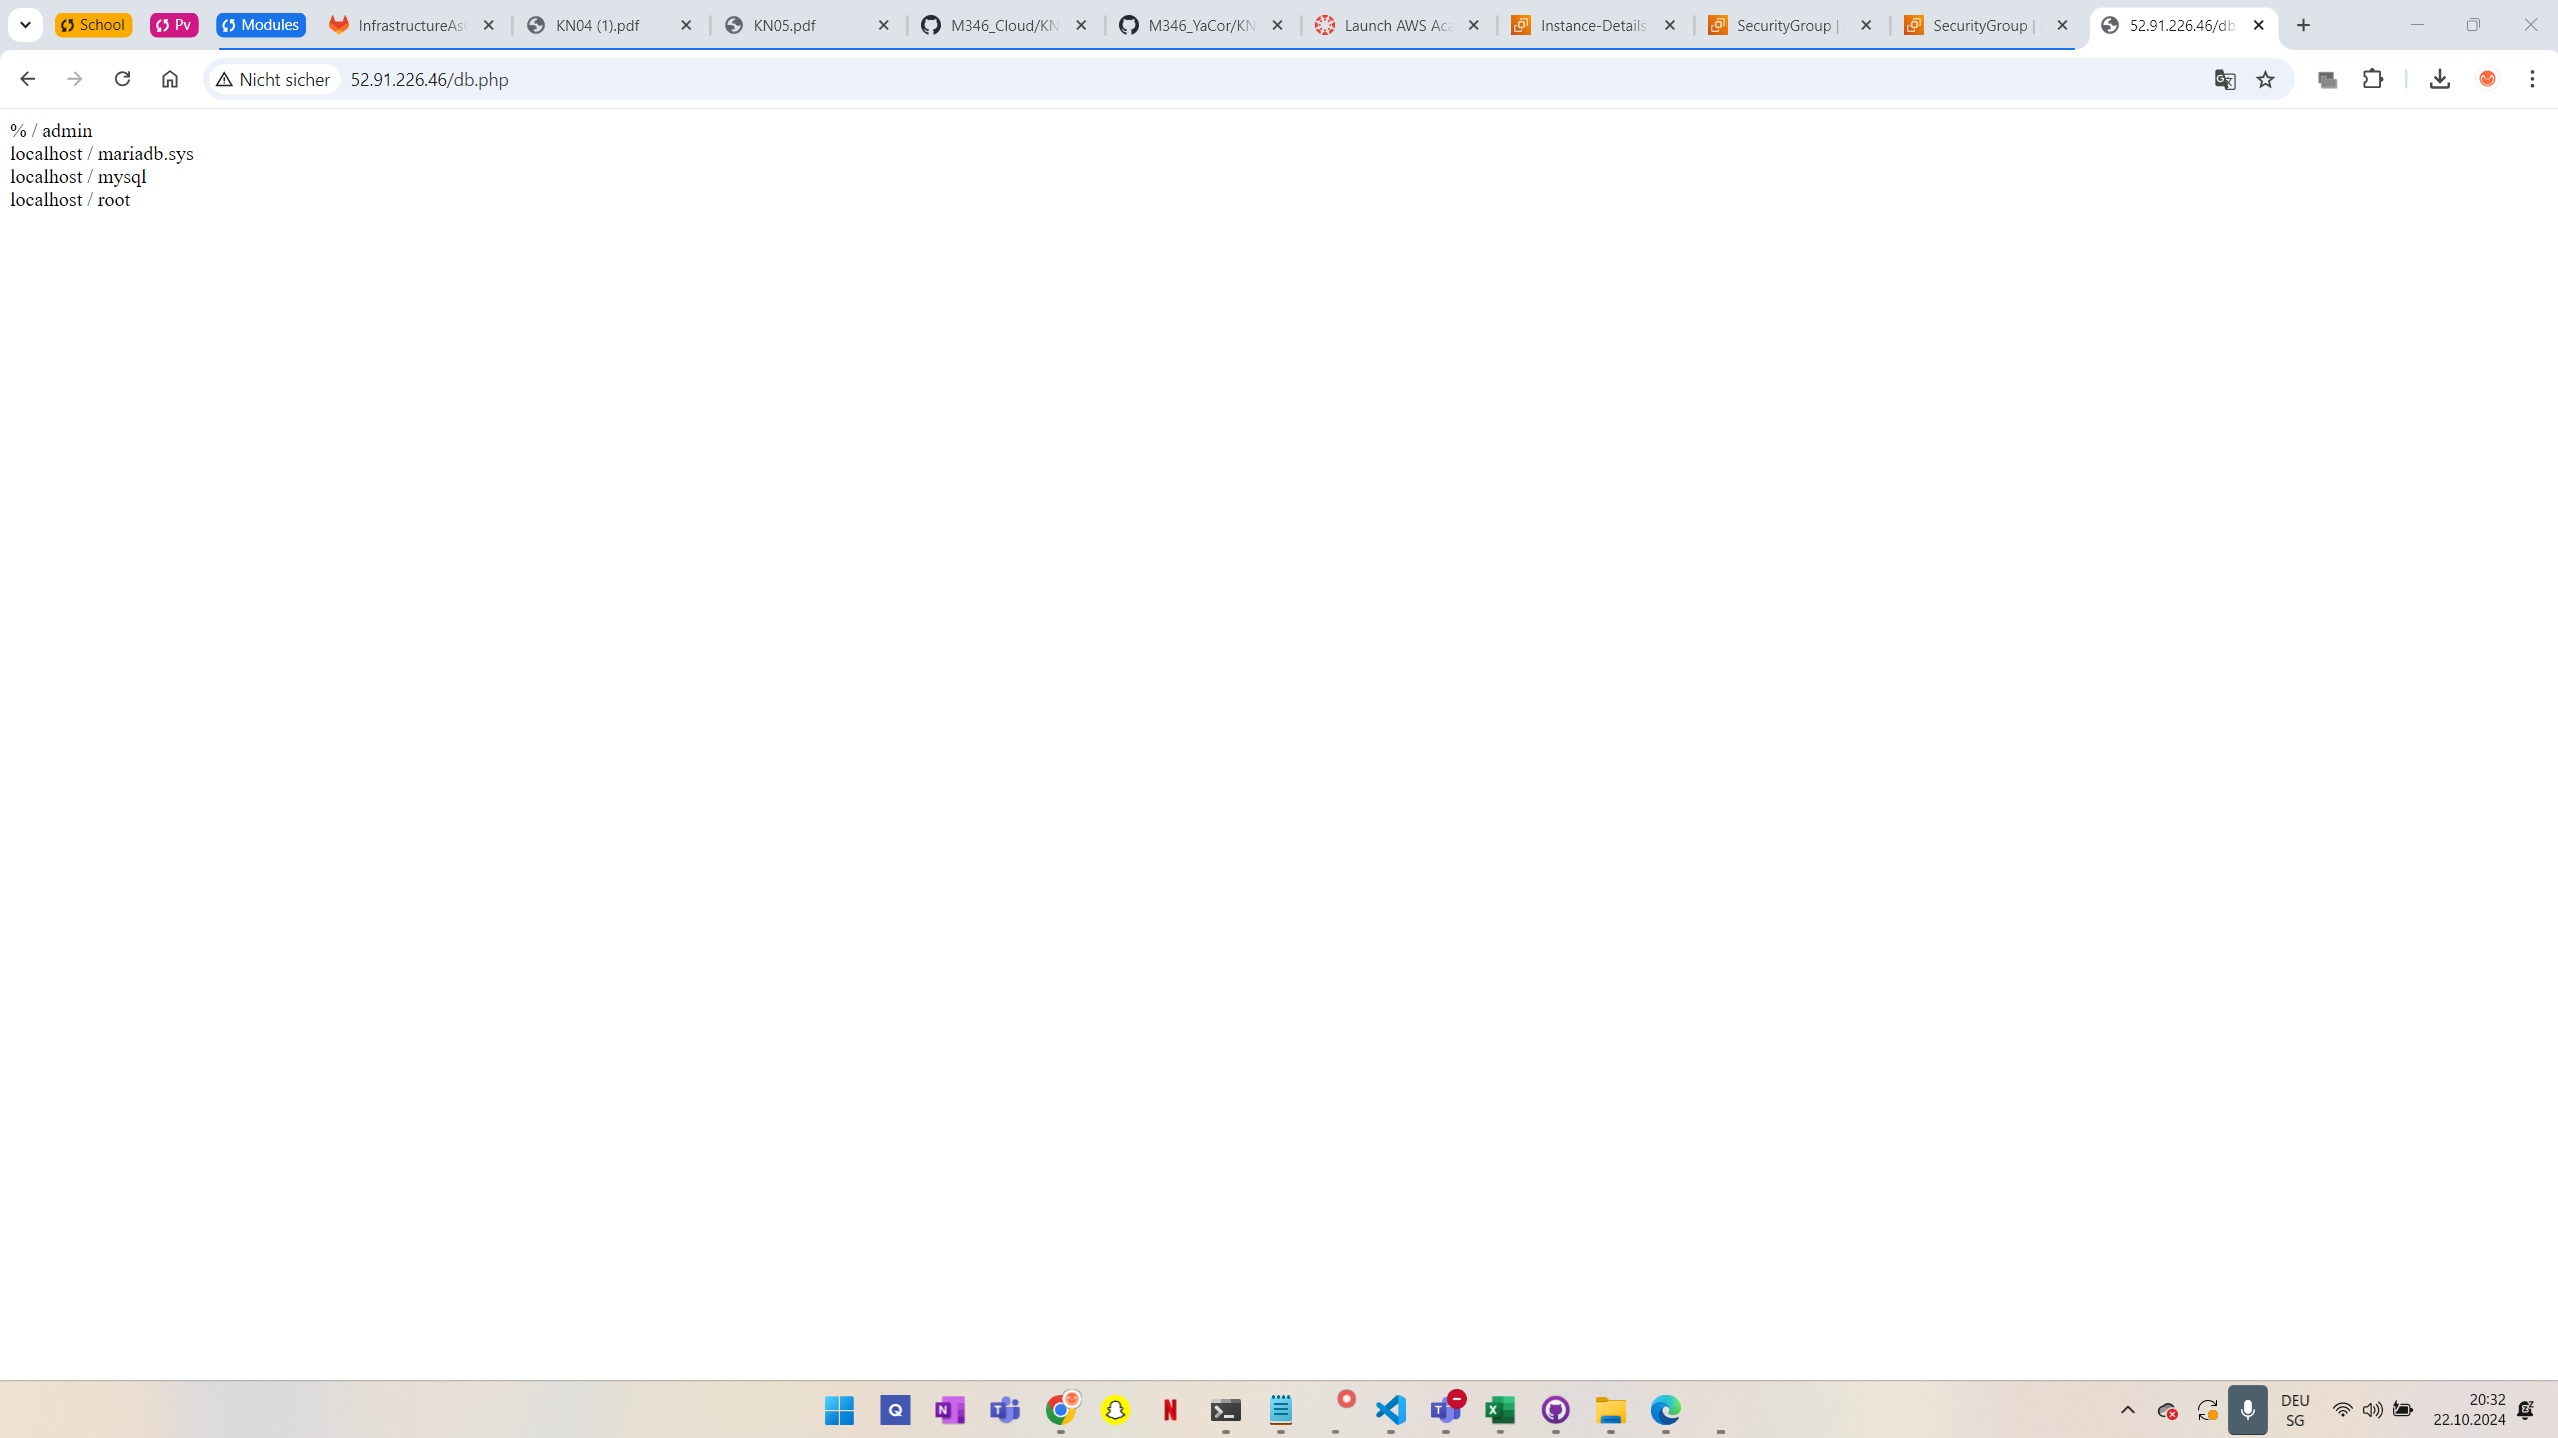 School
Pv
Modules
InfrastructureAs
KN04 (1).pdf
KN05.pdf
M346_Cloud/KN
M346_YaCor/KN
Launch AWS Aca
Instance-Details
SecurityGroup |
SecurityGroup |
52.91.226.46/db.
Nicht sicher
52.91.226.46/db.php
% / admin
localhost / mariadb.sys
localhost / mysql
localhost / root
DEU
SG
20:32
22.10.2024